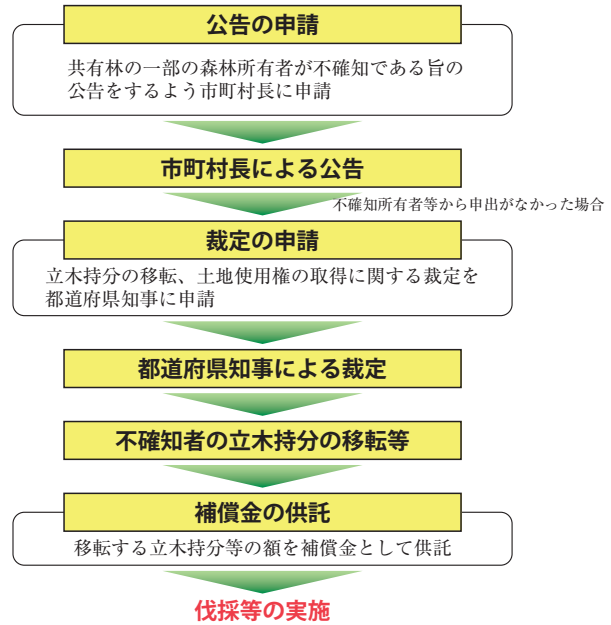 公告の申請
共有林の一部の森林所有者が不確知である旨の
公告をするよう市町村長に申請
市町村長による公告
不確知所有者等から申出がなかった場合
裁定の申請
立木持分の移転、土地使用権の取得に関する裁定を
都道府県知事に申請
都道府県知事による裁定
不確知者の立木持分の移転等
補償金の供託
移転する立木持分等の額を補償金として供託
伐採等の実施